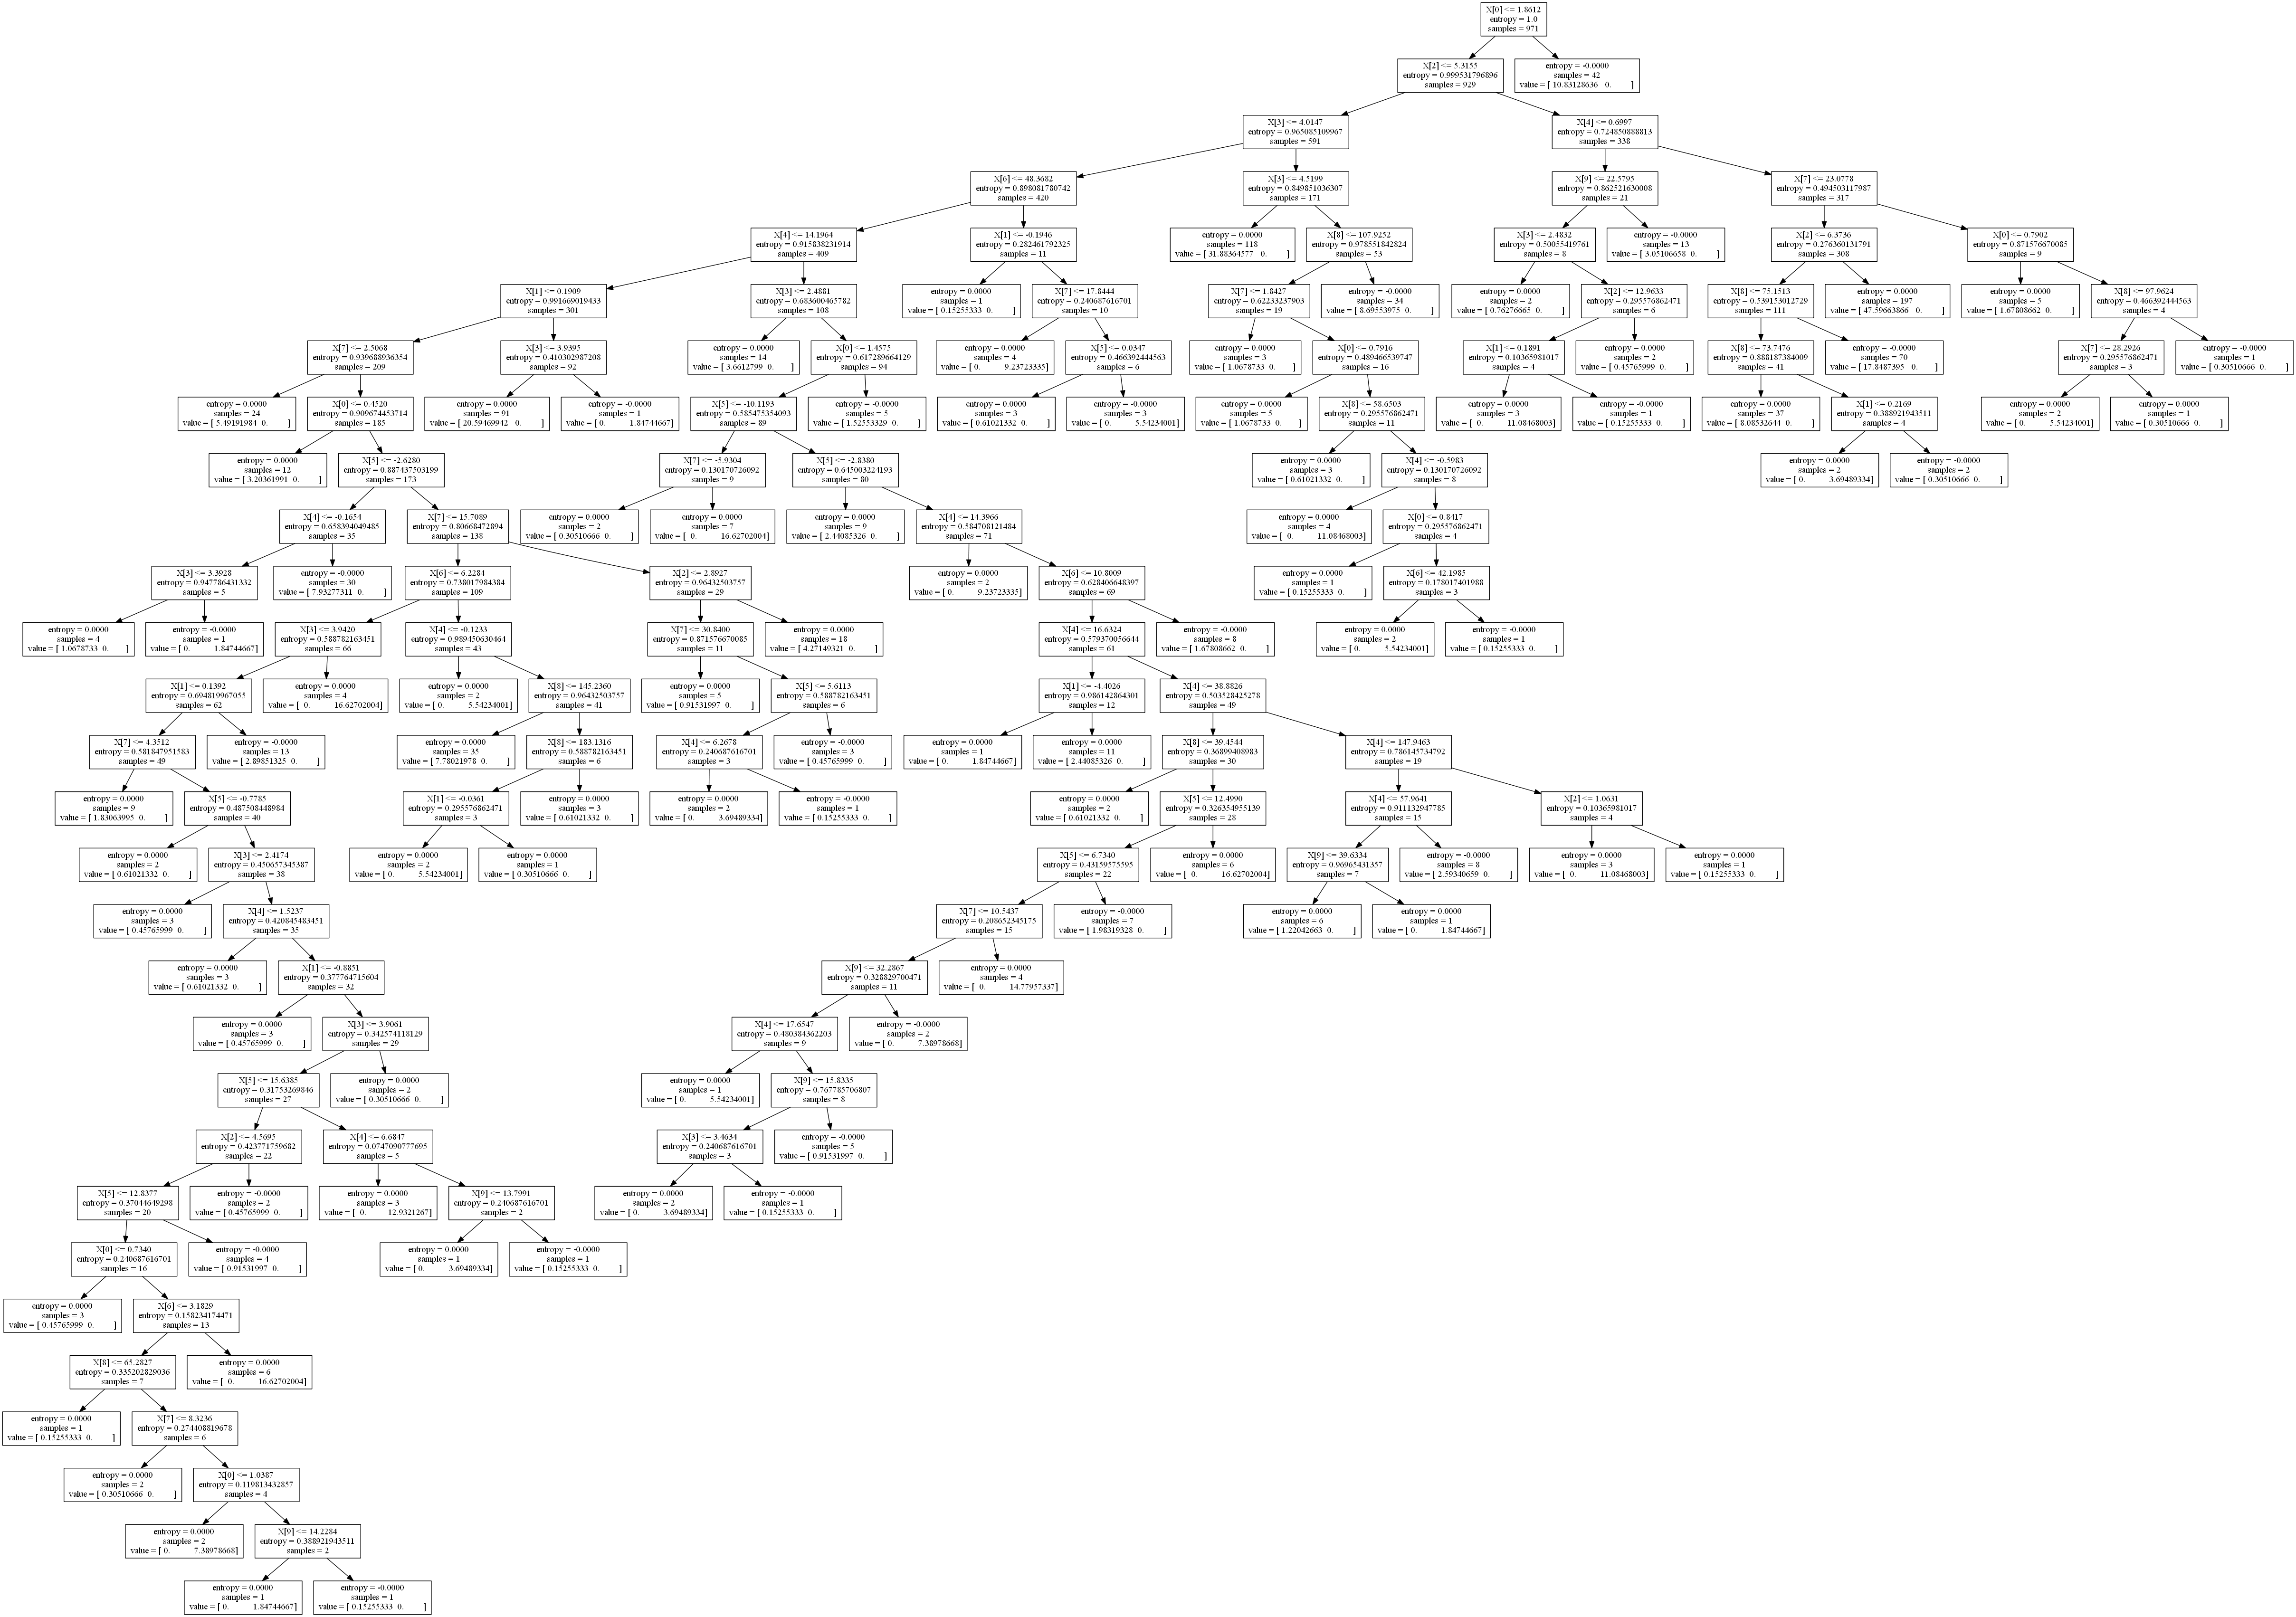 X[0] <= 1.8612
entropy = 1.0
samples = 971
X[2] <= 5.3155
entropy = 0.999531796896
samples = 929
entropy = -0.0000
samples = 42
value = [ 10.83128636 0. ]
X[3] <= 4.0147
entropy = 0.965085109967
samples = 591
X[4] <= 0.6997
entropy = 0.724850888813
samples = 338
X[6] <= 48.3682
entropy = 0.898081780742
samples = 420
X[3] <= 4.5199
entropy = 0.849851036307
samples = 171
X[9] <= 22.5795
entropy = 0.862521630008
samples = 21
X[7] <= 23.0778
entropy = 0.494503117987
samples = 317
X[4] <= 14.1964
entropy = 0.915838231914
samples = 409
X[1] <= -0.1946
entropy = 0.282461792325
samples = 11
entropy = 0.0000
samples = 118
value = [ 31.88364577 0. ]
X[8] <= 107.9252
entropy = 0.978551842824
samples = 53
X[3] <= 2.4832
entropy = 0.50055419761
samples = 8
entropy = -0.0000
samples = 13
value = [ 3.05106658 0. ]
X[2] <= 6.3736
entropy = 0.276360131791
samples = 308
X[0] <= 0.7902
entropy = 0.871576670085
samples = 9
X[1] <= 0.1909
entropy = 0.991669019433
samples = 301
X[3] <= 2.4881
entropy = 0.683600465782
samples = 108
entropy = 0.0000
samples = 1
value = [ 0.15255333 0. ]
X[7] <= 17.8444
entropy = 0.240687616701
samples = 10
X[7] <= 1.8427
entropy = 0.62233237903
samples = 19
entropy = -0.0000
samples = 34
value = [ 8.69553975 0. ]
entropy = 0.0000
samples = 2
value = [ 0.76276665 0. ]
X[2] <= 12.9633
entropy = 0.295576862471
samples = 6
X[8] <= 75.1513
entropy = 0.539153012729
samples = 111
entropy = 0.0000
samples = 197
value = [ 47.59663866 0. ]
entropy = 0.0000
samples = 5
value = [ 1.67808662 0. ]
X[8] <= 97.9624
entropy = 0.466392444563
samples = 4
X[7] <= 2.5068
entropy = 0.939688936354
samples = 209
X[3] <= 3.9395
entropy = 0.410302987208
samples = 92
entropy = 0.0000
samples = 14
value = [ 3.6612799 0. ]
X[0] <= 1.4575
entropy = 0.617289664129
samples = 94
entropy = 0.0000
samples = 4
value = [ 0. 9.23723335]
X[5] <= 0.0347
entropy = 0.466392444563
samples = 6
entropy = 0.0000
samples = 3
value = [ 1.0678733 0. ]
X[0] <= 0.7916
entropy = 0.489466539747
samples = 16
X[1] <= 0.1891
entropy = 0.10365981017
samples = 4
entropy = 0.0000
samples = 2
value = [ 0.45765999 0. ]
X[8] <= 73.7476
entropy = 0.888187384009
samples = 41
entropy = -0.0000
samples = 70
value = [ 17.8487395 0. ]
X[7] <= 28.2926
entropy = 0.295576862471
samples = 3
entropy = -0.0000
samples = 1
value = [ 0.30510666 0. ]
entropy = 0.0000
samples = 24
value = [ 5.49191984 0. ]
X[0] <= 0.4520
entropy = 0.909674453714
samples = 185
entropy = 0.0000
samples = 91
value = [ 20.59469942 0. ]
entropy = -0.0000
samples = 1
value = [ 0. 1.84744667]
X[5] <= -10.1193
entropy = 0.585475354093
samples = 89
entropy = -0.0000
samples = 5
value = [ 1.52553329 0. ]
entropy = 0.0000
samples = 3
value = [ 0.61021332 0. ]
entropy = -0.0000
samples = 3
value = [ 0. 5.54234001]
entropy = 0.0000
samples = 5
value = [ 1.0678733 0. ]
X[8] <= 58.6503
entropy = 0.295576862471
samples = 11
entropy = 0.0000
samples = 3
value = [ 0. 11.08468003]
entropy = -0.0000
samples = 1
value = [ 0.15255333 0. ]
entropy = 0.0000
samples = 37
value = [ 8.08532644 0. ]
X[1] <= 0.2169
entropy = 0.388921943511
samples = 4
entropy = 0.0000
samples = 2
value = [ 0. 5.54234001]
entropy = 0.0000
samples = 1
value = [ 0.30510666 0. ]
entropy = 0.0000
samples = 12
value = [ 3.20361991 0. ]
X[5] <= -2.6280
entropy = 0.887437503199
samples = 173
X[7] <= -5.9304
entropy = 0.130170726092
samples = 9
X[5] <= -2.8380
entropy = 0.645003224193
samples = 80
entropy = 0.0000
samples = 3
value = [ 0.61021332 0. ]
X[4] <= -0.5983
entropy = 0.130170726092
samples = 8
entropy = 0.0000
samples = 2
value = [ 0. 3.69489334]
entropy = -0.0000
samples = 2
value = [ 0.30510666 0. ]
X[4] <= -0.1654
entropy = 0.658394049485
samples = 35
X[7] <= 15.7089
entropy = 0.80668472894
samples = 138
entropy = 0.0000
samples = 2
value = [ 0.30510666 0. ]
entropy = 0.0000
samples = 7
value = [ 0. 16.62702004]
entropy = 0.0000
samples = 9
value = [ 2.44085326 0. ]
X[4] <= 14.3966
entropy = 0.584708121484
samples = 71
entropy = 0.0000
samples = 4
value = [ 0. 11.08468003]
X[0] <= 0.8417
entropy = 0.295576862471
samples = 4
X[3] <= 3.3928
entropy = 0.947786431332
samples = 5
entropy = -0.0000
samples = 30
value = [ 7.93277311 0. ]
X[6] <= 6.2284
entropy = 0.738017984384
samples = 109
X[2] <= 2.8927
entropy = 0.96432503757
samples = 29
entropy = 0.0000
samples = 2
value = [ 0. 9.23723335]
X[6] <= 10.8009
entropy = 0.628406648397
samples = 69
entropy = 0.0000
samples = 1
value = [ 0.15255333 0. ]
X[6] <= 42.1985
entropy = 0.178017401988
samples = 3
entropy = 0.0000
samples = 4
value = [ 1.0678733 0. ]
entropy = -0.0000
samples = 1
value = [ 0. 1.84744667]
X[3] <= 3.9420
entropy = 0.588782163451
samples = 66
X[4] <= -0.1233
entropy = 0.989450630464
samples = 43
X[7] <= 30.8400
entropy = 0.871576670085
samples = 11
entropy = 0.0000
samples = 18
value = [ 4.27149321 0. ]
X[4] <= 16.6324
entropy = 0.579370056644
samples = 61
entropy = -0.0000
samples = 8
value = [ 1.67808662 0. ]
entropy = 0.0000
samples = 2
value = [ 0. 5.54234001]
entropy = -0.0000
samples = 1
value = [ 0.15255333 0. ]
X[1] <= 0.1392
entropy = 0.694819967055
samples = 62
entropy = 0.0000
samples = 4
value = [ 0. 16.62702004]
entropy = 0.0000
samples = 2
value = [ 0. 5.54234001]
X[8] <= 145.2360
entropy = 0.96432503757
samples = 41
entropy = 0.0000
samples = 5
value = [ 0.91531997 0. ]
X[5] <= 5.6113
entropy = 0.588782163451
samples = 6
X[1] <= -4.4026
entropy = 0.986142864301
samples = 12
X[4] <= 38.8826
entropy = 0.503528425278
samples = 49
X[7] <= 4.3512
entropy = 0.581847951583
samples = 49
entropy = -0.0000
samples = 13
value = [ 2.89851325 0. ]
entropy = 0.0000
samples = 35
value = [ 7.78021978 0. ]
X[8] <= 183.1316
entropy = 0.588782163451
samples = 6
X[4] <= 6.2678
entropy = 0.240687616701
samples = 3
entropy = -0.0000
samples = 3
value = [ 0.45765999 0. ]
entropy = 0.0000
samples = 1
value = [ 0. 1.84744667]
entropy = 0.0000
samples = 11
value = [ 2.44085326 0. ]
X[8] <= 39.4544
entropy = 0.36899408983
samples = 30
X[4] <= 147.9463
entropy = 0.786145734792
samples = 19
entropy = 0.0000
samples = 9
value = [ 1.83063995 0. ]
X[5] <= -0.7785
entropy = 0.487508448984
samples = 40
X[1] <= -0.0361
entropy = 0.295576862471
samples = 3
entropy = 0.0000
samples = 3
value = [ 0.61021332 0. ]
entropy = 0.0000
samples = 2
value = [ 0. 3.69489334]
entropy = -0.0000
samples = 1
value = [ 0.15255333 0. ]
entropy = 0.0000
samples = 2
value = [ 0.61021332 0. ]
X[5] <= 12.4990
entropy = 0.326354955139
samples = 28
X[4] <= 57.9641
entropy = 0.911132947785
samples = 15
X[2] <= 1.0631
entropy = 0.10365981017
samples = 4
entropy = 0.0000
samples = 2
value = [ 0.61021332 0. ]
X[3] <= 2.4174
entropy = 0.450657345387
samples = 38
entropy = 0.0000
samples = 2
value = [ 0. 5.54234001]
entropy = 0.0000
samples = 1
value = [ 0.30510666 0. ]
X[5] <= 6.7340
entropy = 0.43159575595
samples = 22
entropy = 0.0000
samples = 6
value = [ 0. 16.62702004]
X[9] <= 39.6334
entropy = 0.96965431357
samples = 7
entropy = -0.0000
samples = 8
value = [ 2.59340659 0. ]
entropy = 0.0000
samples = 3
value = [ 0. 11.08468003]
entropy = 0.0000
samples = 1
value = [ 0.15255333 0. ]
entropy = 0.0000
samples = 3
value = [ 0.45765999 0. ]
X[4] <= 1.5237
entropy = 0.420845483451
samples = 35
X[7] <= 10.5437
entropy = 0.208652345175
samples = 15
entropy = -0.0000
samples = 7
value = [ 1.98319328 0. ]
entropy = 0.0000
samples = 6
value = [ 1.22042663 0. ]
entropy = 0.0000
samples = 1
value = [ 0. 1.84744667]
entropy = 0.0000
samples = 3
value = [ 0.61021332 0. ]
X[1] <= -0.8851
entropy = 0.377764715604
samples = 32
X[9] <= 32.2867
entropy = 0.328829700471
samples = 11
entropy = 0.0000
samples = 4
value = [ 0. 14.77957337]
entropy = 0.0000
samples = 3
value = [ 0.45765999 0. ]
X[3] <= 3.9061
entropy = 0.342574118129
samples = 29
X[4] <= 17.6547
entropy = 0.480384362203
samples = 9
entropy = -0.0000
samples = 2
value = [ 0. 7.38978668]
X[5] <= 15.6385
entropy = 0.31753269846
samples = 27
entropy = 0.0000
samples = 2
value = [ 0.30510666 0. ]
entropy = 0.0000
samples = 1
value = [ 0. 5.54234001]
X[9] <= 15.8335
entropy = 0.767785706807
samples = 8
X[2] <= 4.5695
entropy = 0.423771759682
samples = 22
X[4] <= 6.6847
entropy = 0.0747090777695
samples = 5
X[3] <= 3.4634
entropy = 0.240687616701
samples = 3
entropy = -0.0000
samples = 5
value = [ 0.91531997 0. ]
X[5] <= 12.8377
entropy = 0.37044649298
samples = 20
entropy = -0.0000
samples = 2
value = [ 0.45765999 0. ]
entropy = 0.0000
samples = 3
value = [ 0. 12.9321267]
X[9] <= 13.7991
entropy = 0.240687616701
samples = 2
entropy = 0.0000
samples = 2
value = [ 0. 3.69489334]
entropy = -0.0000
samples = 1
value = [ 0.15255333 0. ]
X[0] <= 0.7340
entropy = 0.240687616701
samples = 16
entropy = -0.0000
samples = 4
value = [ 0.91531997 0. ]
entropy = 0.0000
samples = 1
value = [ 0. 3.69489334]
entropy = -0.0000
samples = 1
value = [ 0.15255333 0. ]
entropy = 0.0000
samples = 3
value = [ 0.45765999 0. ]
X[6] <= 3.1829
entropy = 0.158234174471
samples = 13
X[8] <= 65.2827
entropy = 0.335202829036
samples = 7
entropy = 0.0000
samples = 6
value = [ 0. 16.62702004]
entropy = 0.0000
samples = 1
value = [ 0.15255333 0. ]
X[7] <= 8.3236
entropy = 0.274408819678
samples = 6
entropy = 0.0000
samples = 2
value = [ 0.30510666 0. ]
X[0] <= 1.0387
entropy = 0.119813432857
samples = 4
entropy = 0.0000
samples = 2
value = [ 0. 7.38978668]
X[9] <= 14.2284
entropy = 0.388921943511
samples = 2
entropy = 0.0000
samples = 1
value = [ 0. 1.84744667]
entropy = -0.0000
samples = 1
value = [ 0.15255333 0. ]